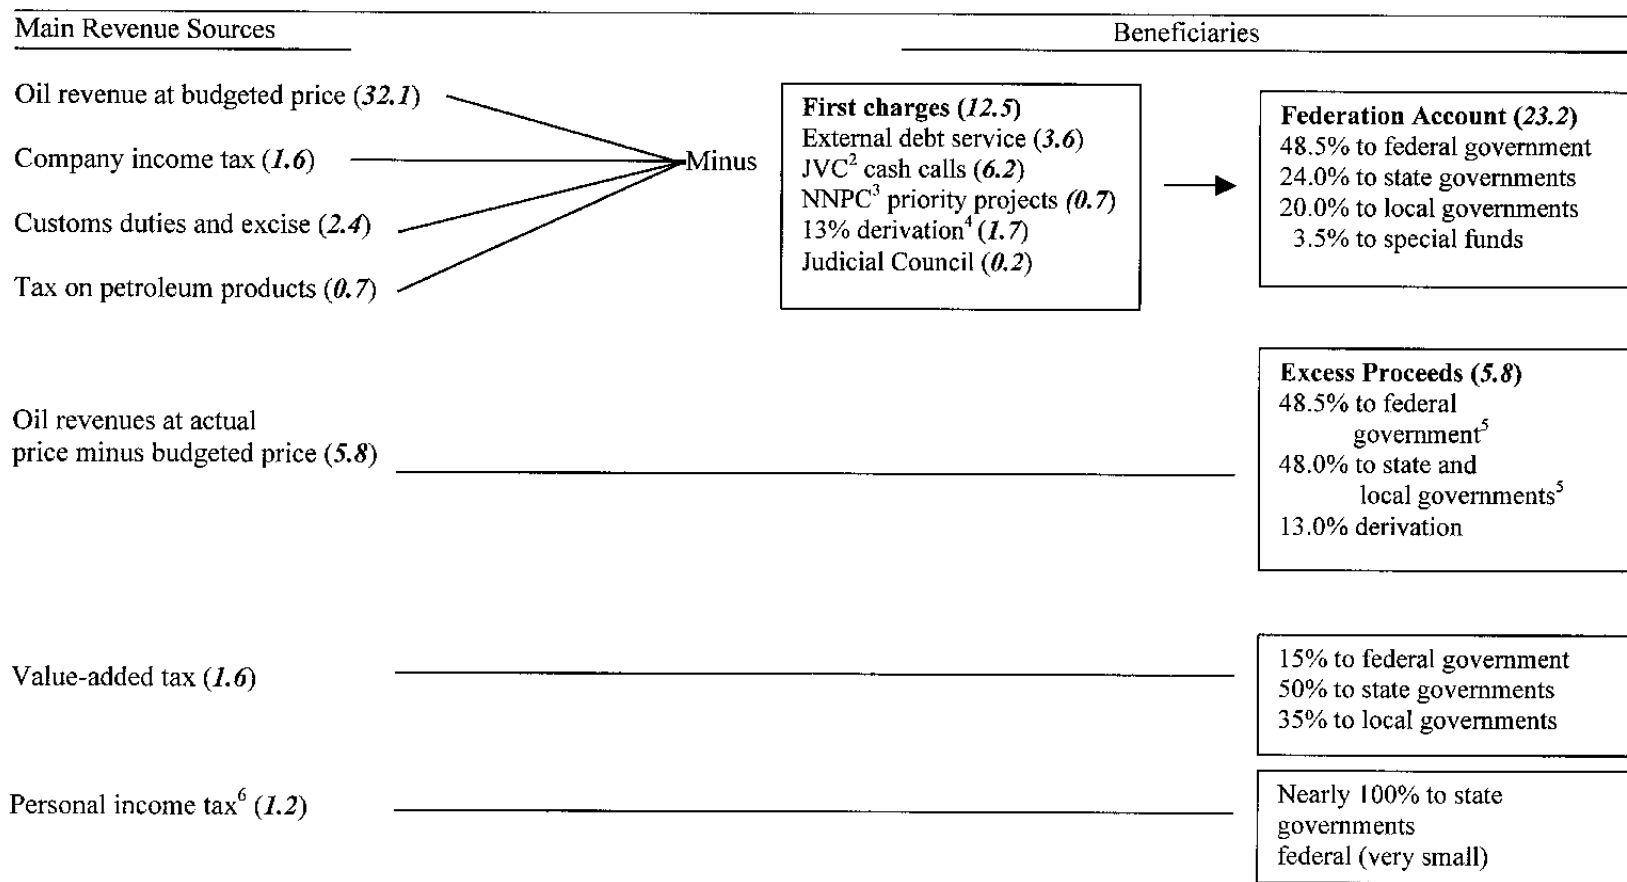 Main Revenue Sources
Beneficiaries
Oil revenue at budgeted price (32.1)
Company income tax (1.6)
Customs duties and excise (2.4)
Tax on petroleum products (0.7)
Minus
First charges (12.5)
External debt service (3.6)
JVC² cash calls (6.2)
NNPC³ priority projects (0.7)
13% derivation⁴ (1.7)
Judicial Council (0.2)
Federation Account (23.2)
48.5% to federal government
24.0% to state governments
20.0% to local governments
3.5% to special funds
Oil revenues at actual
price minus budgeted price (5.8)
Excess Proceeds (5.8)
48.5% to federal
government⁵
48.0% to state and
local governments⁵
13.0% derivation
Value-added tax (1.6)
15% to federal government
50% to state governments
35% to local governments
Personal income tax⁶ (1.2)
Nearly 100% to state
governments
federal (very small)